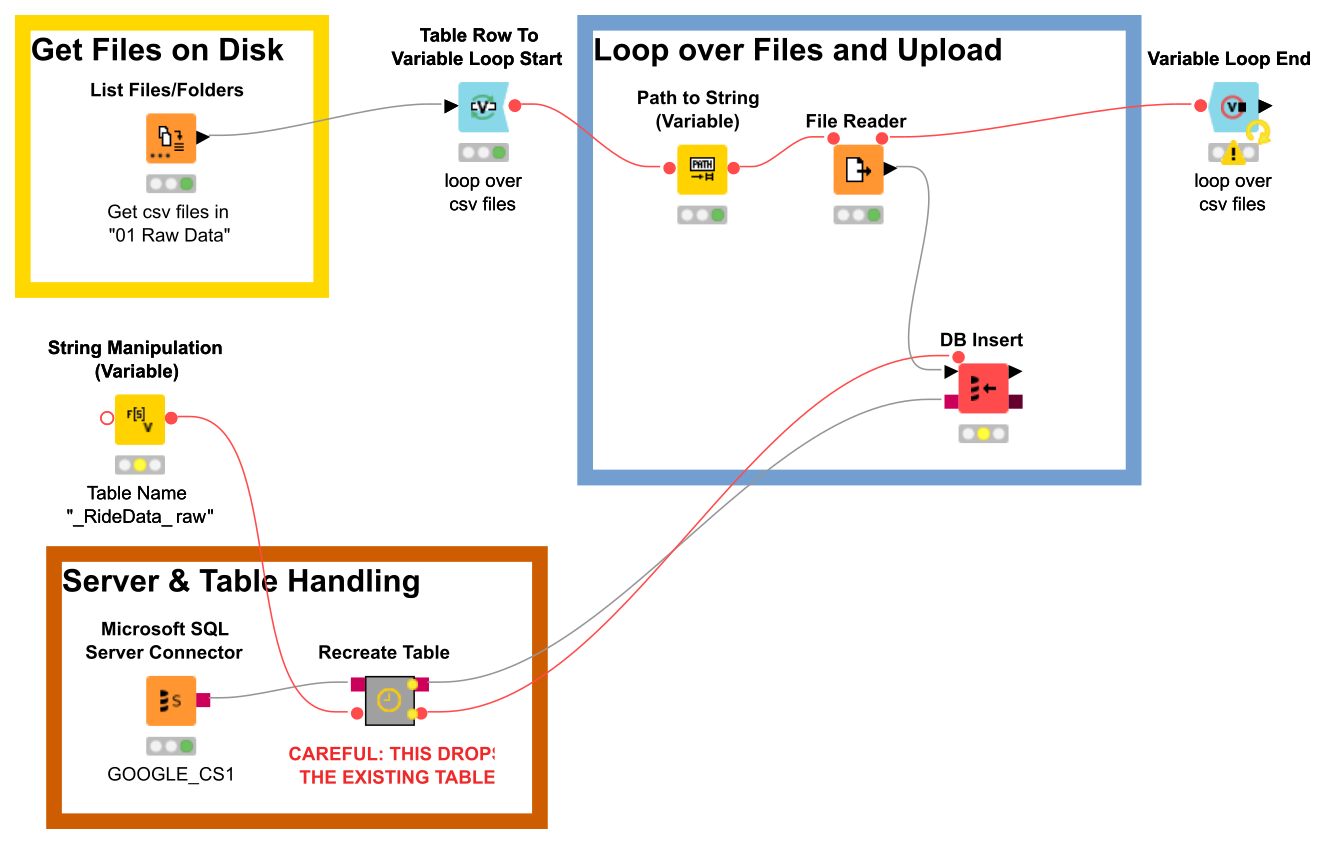 Get Files on Disk
List Files/Folders
Get csv files in
"01 Raw Data"
Table Row To
Variable Loop Start
V
loop over
csv files
Loop over Files and Upload
Path to String
(Variable)
PATH
File Reader
DB Insert
Variable Loop End
V
!
loop over
csv files
String Manipulation
(Variable)
F[S]
V
Table Name
"_RideData_raw"
Server & Table Handling
Microsoft SQL
Server Connector
S
GOOGLE_CS1
Recreate Table
CAREFUL: THIS DROPS
THE EXISTING TABLE